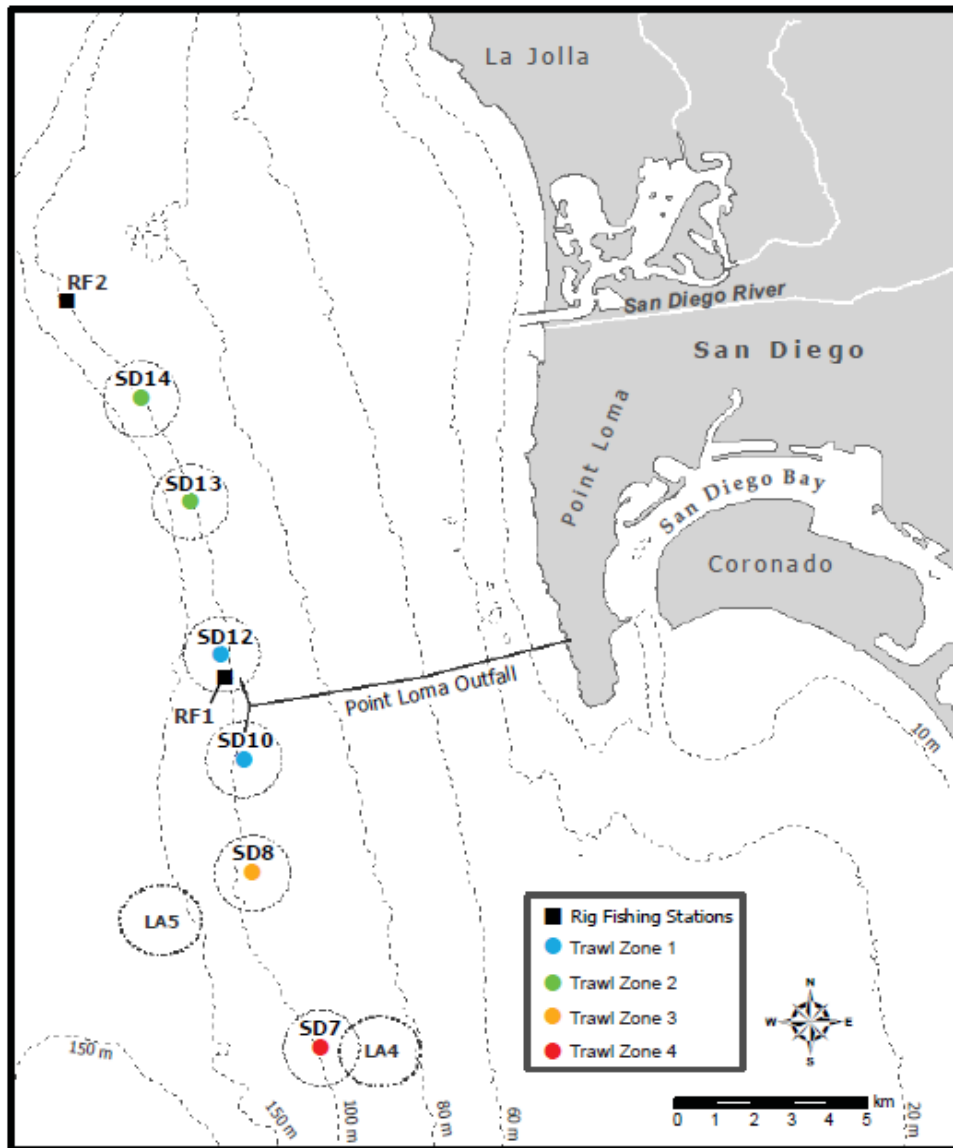 La Jolla
RF2
San Diego River
SD14
San Diego
Point Loma
SD13
San Diego Bay
Coronado
SD12
Point Loma Outfall
RF1
SD10
10 m
SD8
LA5
Rig Fishing Stations
Trawl Zone 1
Trawl Zone 2
Trawl Zone 3
Trawl Zone 4
N
W E
S
SD7
LA4
150 m
150 m
100 m
80 m
60 m
20 m
km
0 1 2 3 4 5